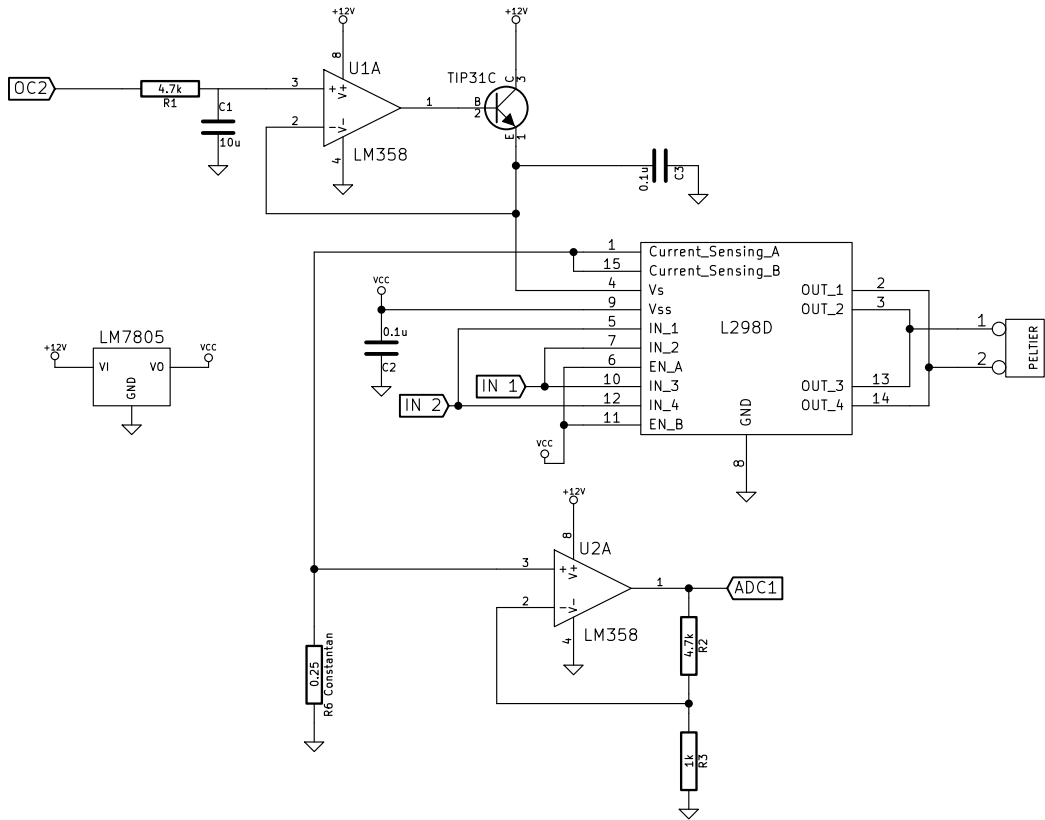 +12V
+12V
OC2
4.7k
R1
C1
10u
8
U1A
3
+
V+
2
−
V-
4
LM358
1
TIP31C
B
2
C
3
E
1
0.1u
C3
LM7805
+12V
VI
VO
GND
VCC
VCC
0.1u
C2
IN 1
IN 2
VCC
1
Current_Sensing_A
15
Current_Sensing_B
4
Vs
9
Vss
5
IN_1
7
IN_2
6
EN_A
10
IN_3
12
IN_4
11
EN_B
L298D
GND
8
OUT_1
2
OUT_2
3
OUT_3
13
OUT_4
14
1
2
PELTIER
+12V
8
U2A
3
+
V+
2
−
V-
4
LM358
1
ADC1
4.7k
R2
1k
R3
0.25
R6 Constantan